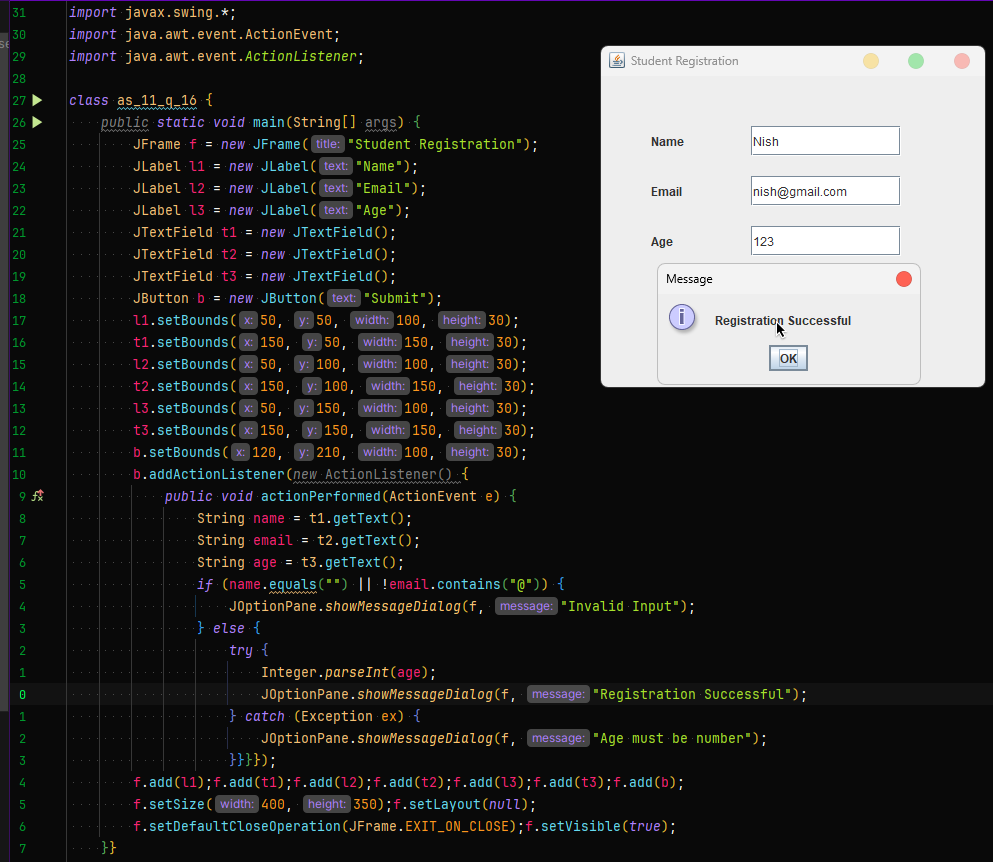 31 import javax.swing.*;
30 import java.awt.event.ActionEvent;
29 import java.awt.event.ActionListener;
28
27 class as_11_q_16 {
26 public static void main(String[] args) {
25 JFrame f = new JFrame( title: "Student Registration");
24 JLabel l1 = new JLabel( text: "Name");
23 JLabel l2 = new JLabel( text: "Email");
22 JLabel l3 = new JLabel( text: "Age");
21 JTextField t1 = new JTextField();
20 JTextField t2 = new JTextField();
19 JTextField t3 = new JTextField();
18 JButton b = new JButton( text: "Submit");
17 l1.setBounds( x: 50, y: 50, width: 100, height: 30);
16 t1.setBounds( x: 150, y: 50, width: 150, height: 30);
15 l2.setBounds( x: 50, y: 100, width: 100, height: 30);
14 t2.setBounds( x: 150, y: 100, width: 150, height: 30);
13 l3.setBounds( x: 50, y: 150, width: 100, height: 30);
12 t3.setBounds( x: 150, y: 150, width: 150, height: 30);
11 b.setBounds( x: 120, y: 210, width: 100, height: 30);
10 b.addActionListener(new ActionListener() {
9 public void actionPerformed(ActionEvent e) {
8 String name = t1.getText();
7 String email = t2.getText();
6 String age = t3.getText();
5 if (name.equals("") || !email.contains("@")) {
4 JOptionPane.showMessageDialog(f, message: "Invalid Input");
3 } else {
2 try {
1 Integer.parseInt(age);
0 JOptionPane.showMessageDialog(f, message: "Registration Successful");
1 } catch (Exception ex) {
2 JOptionPane.showMessageDialog(f, message: "Age must be number");
3 }}}});
4 f.add(l1);f.add(t1);f.add(l2);f.add(t2);f.add(l3);f.add(t3);f.add(b);
5 f.setSize( width: 400, height: 350);f.setLayout(null);
6 f.setDefaultCloseOperation(JFrame.EXIT_ON_CLOSE);f.setVisible(true);
7 }}
se
Student Registration
Name Nish
Email nish@gmail.com
Age 123
Message
Registration Successful
OK